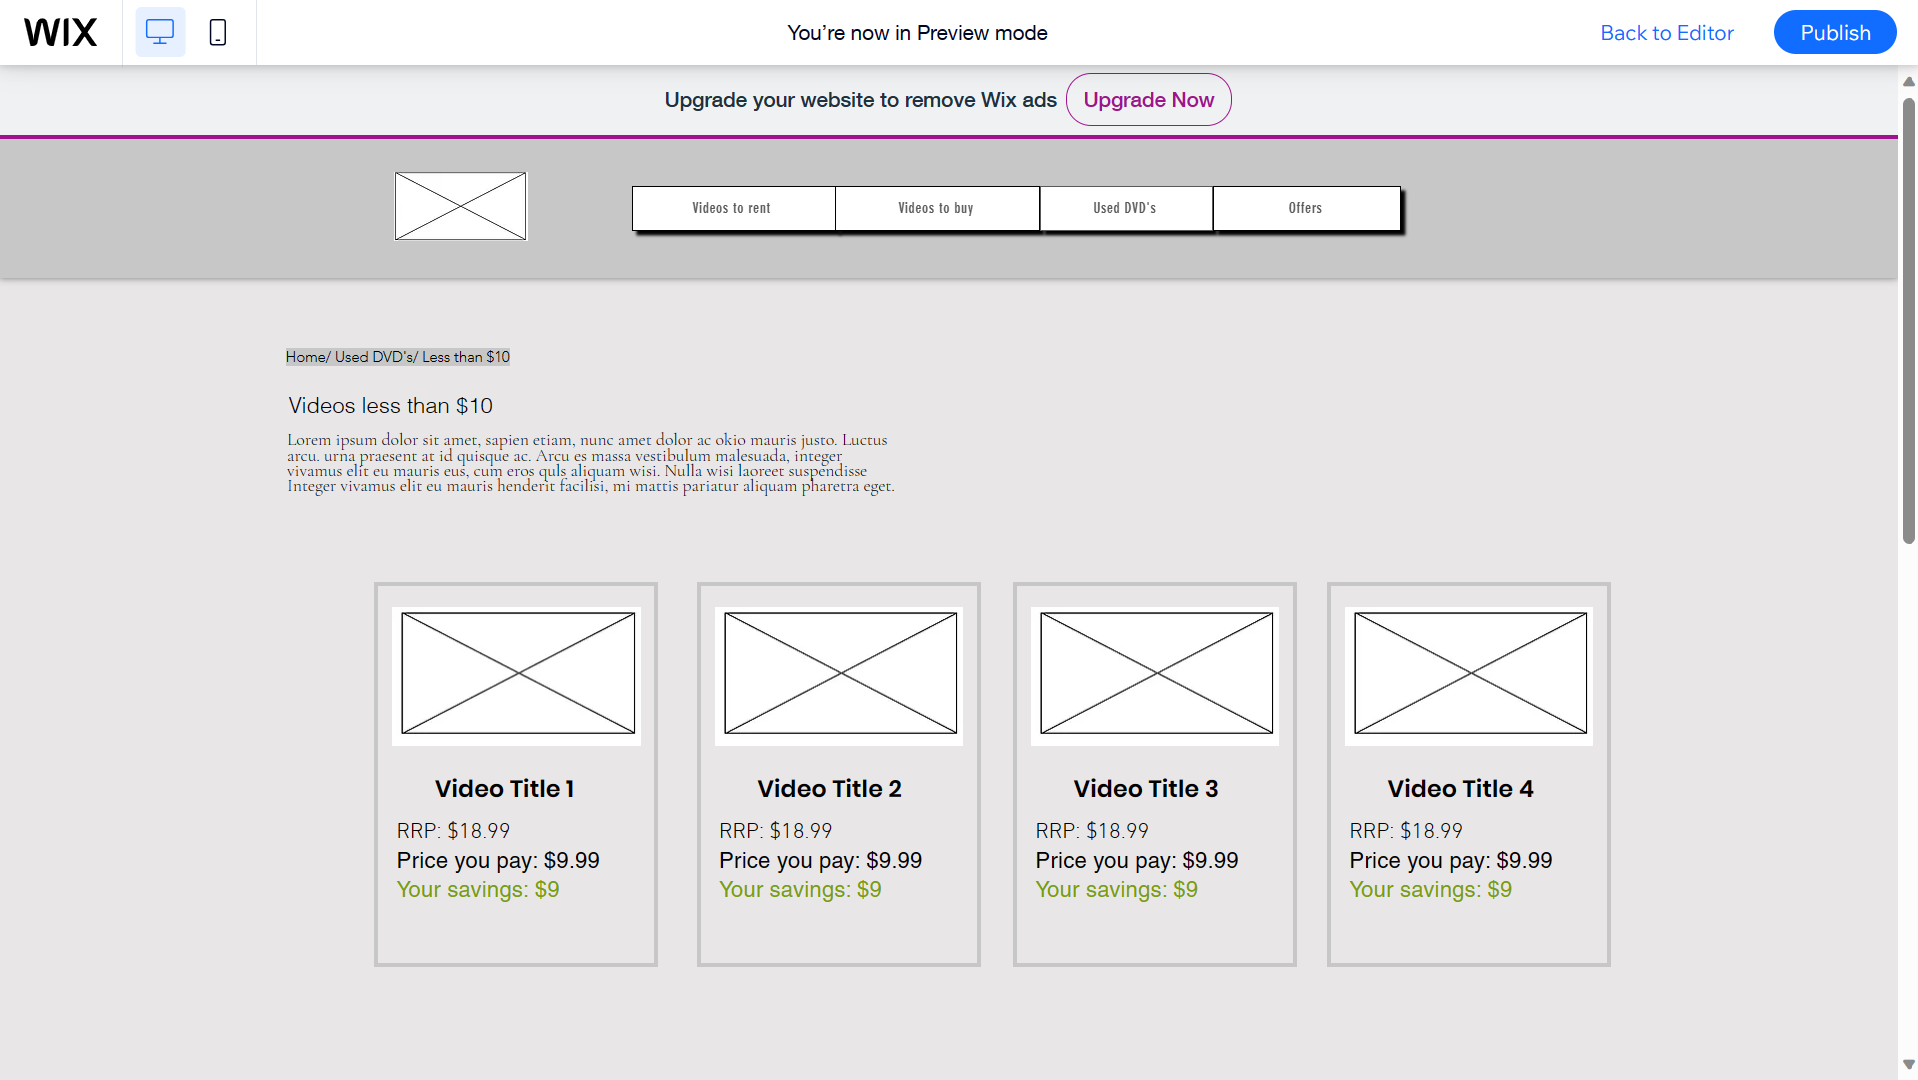 WIX
You're now in Preview mode
Back to Editor
Publish
Upgrade your website to remove Wix ads
Upgrade Now
Videos to rent
Videos to buy
Used DVD's
Offers
Home/ Used DVD's/ Less than $10
Videos less than $10
Lorem ipsum dolor sit amet, sapien etiam, nunc amet dolor ac okio mauris justo. Luctus
arcu. urna praesent at id quisque ac. Arcu es massa vestibulum malesuada, integer
vivamus elit eu mauris eus, cum eros quls aliquam wisi. Nulla wisi laoreet suspendisse
Integer vivamus elit eu mauris henderit facilisi, mi mattis pariatur aliquam pharetra eget.
Video Title 1
RRP: $18.99
Price you pay: $9.99
Your savings: $9
Video Title 2
RRP: $18.99
Price you pay: $9.99
Your savings: $9
Video Title 3
RRP: $18.99
Price you pay: $9.99
Your savings: $9
Video Title 4
RRP: $18.99
Price you pay: $9.99
Your savings: $9